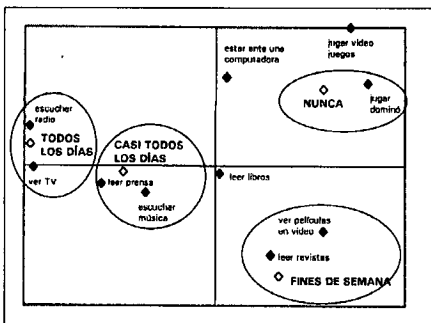 jugar video
juegos
estar ante una
computadora
NUNCA
jugar
dominó
escucher
radio
TODOS
LOS DÍAS
ver TV
CASI TODOS
LOS DÍAS
leer prensa
escuchar
música
leer libros
ver películas
en video
leer revistas
FINES DE SEMANA